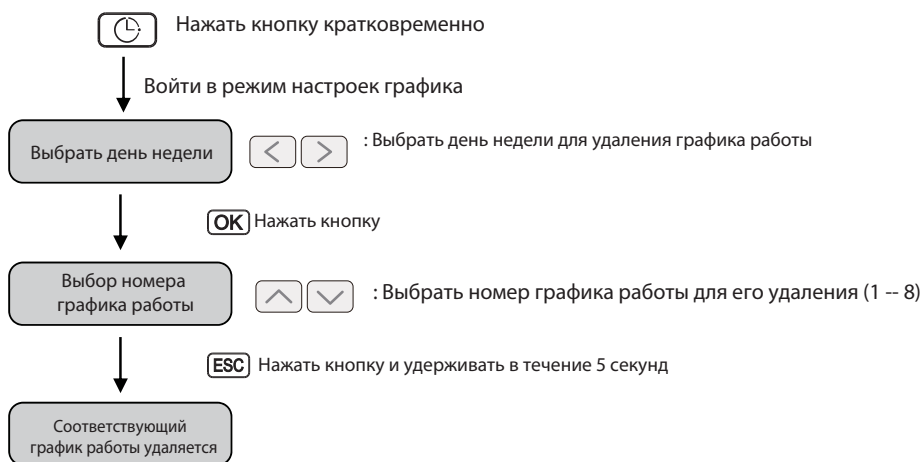 Нажать кнопку кратковременно
Войти в режим настроек графика
Выбрать день недели
: Выбрать день недели для удаления графика работы
OK Нажать кнопку
Выбор номера
графика работы
: Выбрать номер графика работы для его удаления (1 -- 8)
ESC Нажать кнопку и удерживать в течение 5 секунд
Соответствующий
график работы удаляется